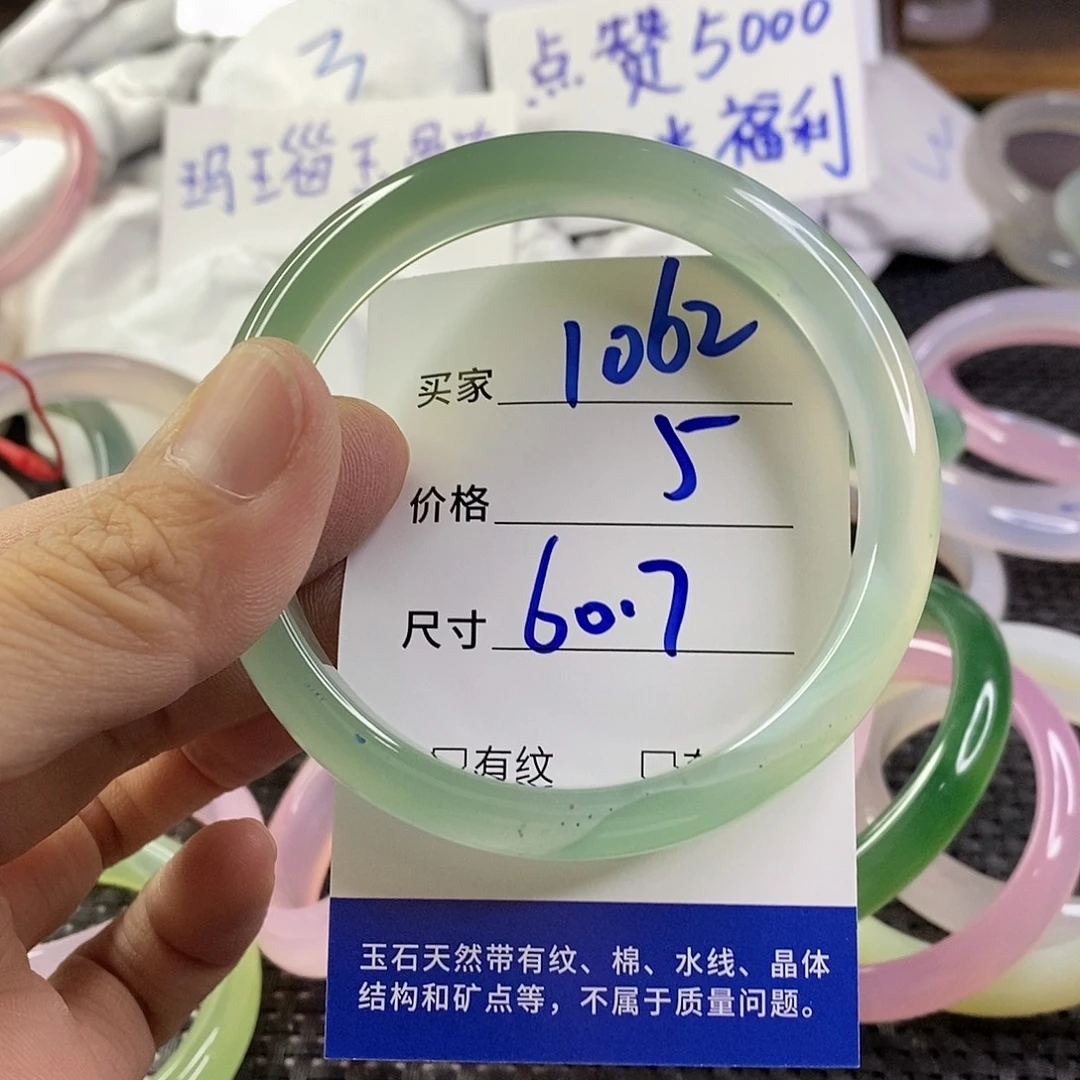 3
点赞5000
福利
玛瑙玉
买家 1062
价格 5
尺寸 60.7
□有纹 □
玉石天然带有纹、棉、水线、晶体
结构和矿点等，不属于质量问题。